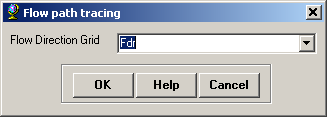 Flow path tracing
Flow Direction Grid Fdr
OK Help Cancel